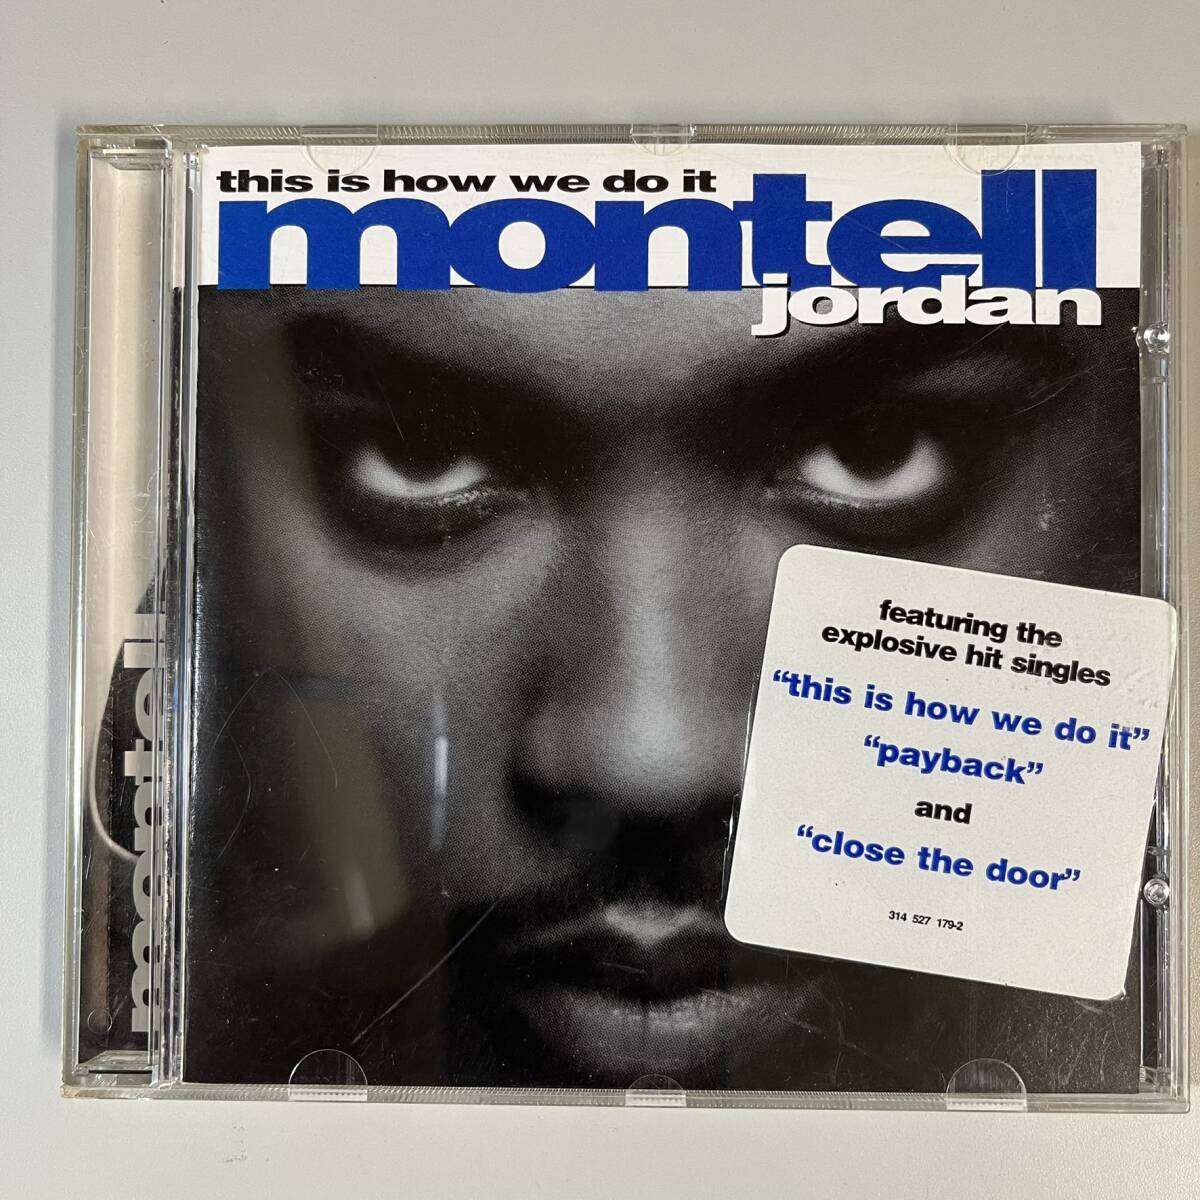 this is how we do it
montell
jordan
montell
featuring the
explosive hit singles
“this is how we do it”
“payback”
and
“close the door”
314 527 179-2